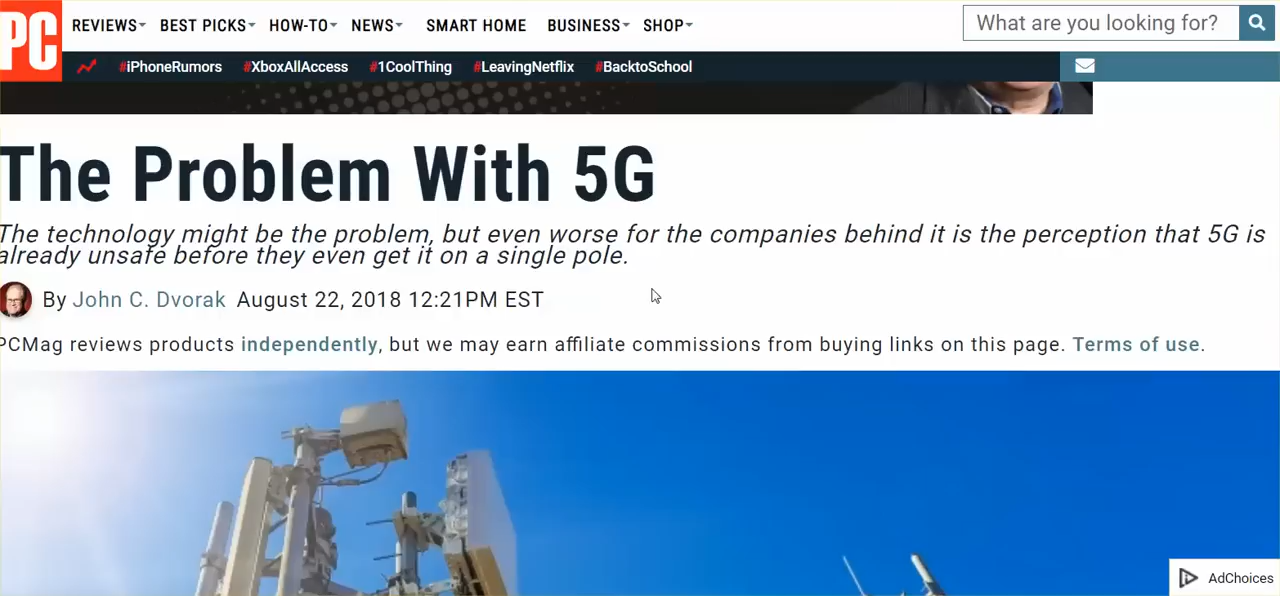 PC REVIEWS BEST PICKS HOW-TO NEWS SMART HOME BUSINESS SHOP What are you looking for?
#iPhoneRumors #XboxAllAccess #1CoolThing #LeavingNetflix #BacktoSchool
The Problem With 5G
The technology might be the problem, but even worse for the companies behind it is the perception that 5G is
already unsafe before they even get it on a single pole.
By John C. Dvorak August 22, 2018 12:21PM EST
PCMag reviews products independently, but we may earn affiliate commissions from buying links on this page. Terms of use.
AdChoices